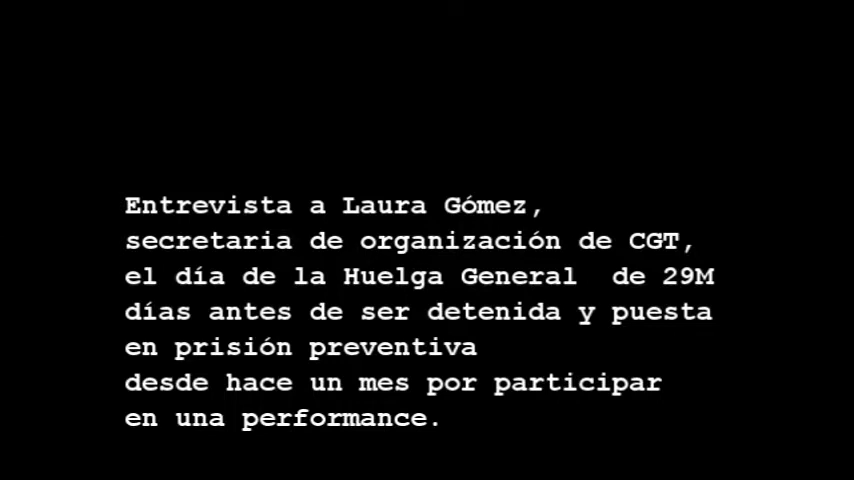 Entrevista a Laura Gómez,
secretaria de organización de CGT,
el día de la Huelga General  de 29M
días antes de ser detenida y puesta
en prisión preventiva
desde hace un mes por participar
en una performance.